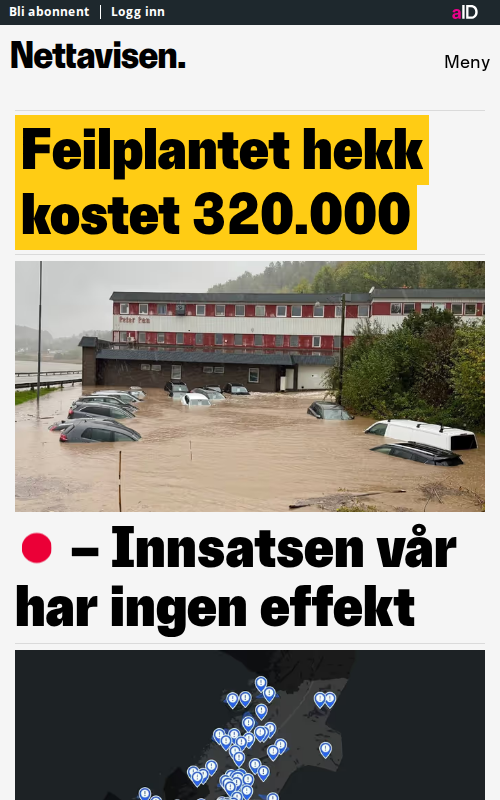 Bli abonnent | Logg inn
aID
Nettavisen.
Meny
Feilplantet hekk
kostet 320.000
Peter Pan
– Innsatsen vår
har ingen effekt